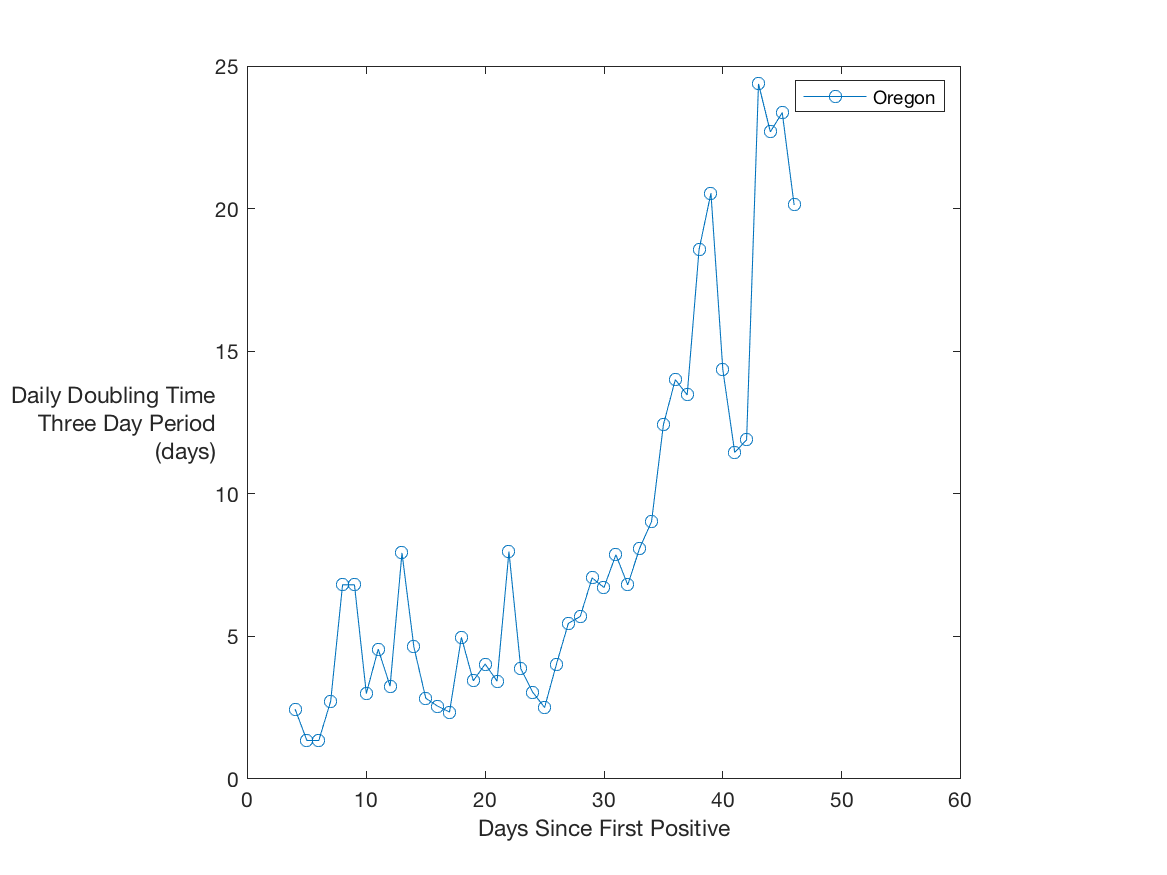 25
20
15
10
5
0
Daily Doubling Time
Three Day Period
(days)
Oregon
0 10 20 30 40 50 60
Days Since First Positive